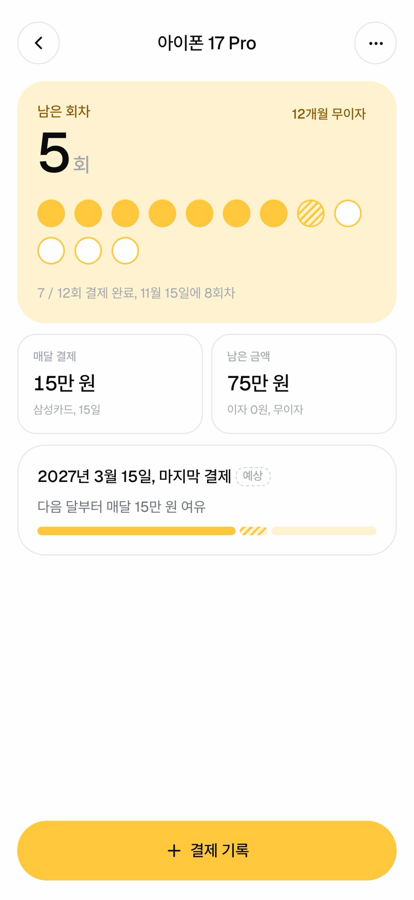 아이폰 17 Pro
남은 회차
12개월 무이자
5회
7 / 12회 결제 완료, 11월 15일에 8회차
매달 결제
15만 원
삼성카드, 15일
남은 금액
75만 원
이자 0원, 무이자
2027년 3월 15일, 마지막 결제 예상
다음 달부터 매달 15만 원 여유
+ 결제 기록